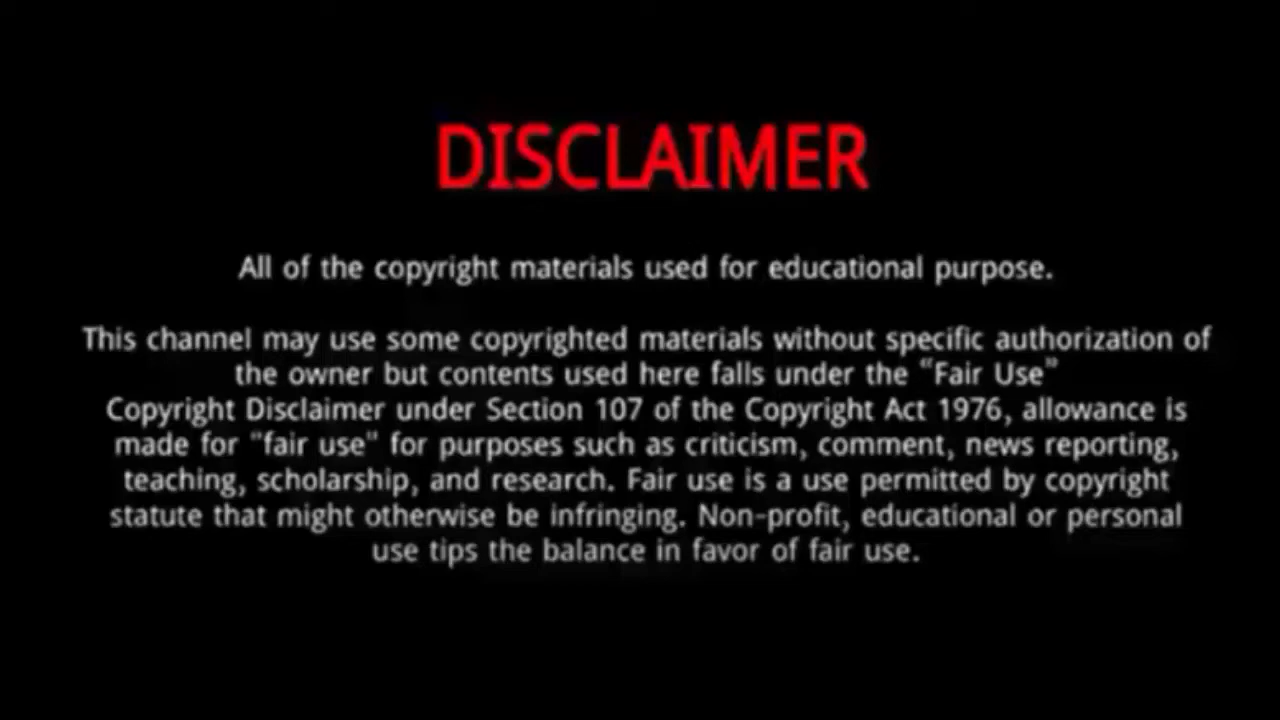 DISCLAIMER
All of the copyright materials used for educational purpose.
This channel may use some copyrighted materials without specific authorization of
the owner but contents used here falls under the “Fair Use”
Copyright Disclaimer under Section 107 of the Copyright Act 1976, allowance is
made for "fair use" for purposes such as criticism, comment, news reporting,
teaching, scholarship, and research. Fair use is a use permitted by copyright
statute that might otherwise be infringing. Non-profit, educational or personal
use tips the balance in favor of fair use.